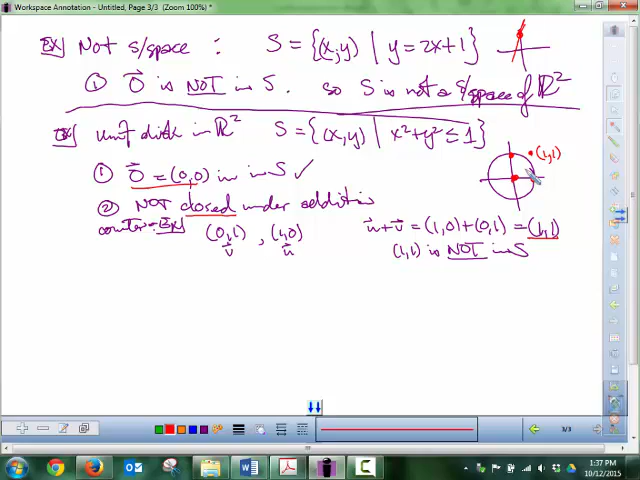 Workspace Annotation - Untitled, Page 3/3
EX Not s/space : S = {(x,y) | y = 2x+1}
① 0⃗ is NOT in S. so S is not a s/space of ℝ²
EX unit disk in ℝ² S = {(x,y) | x²+y² ≤ 1}
① 0⃗ = (0,0) in in S ✓
(1,1)
② NOT closed under addition
counter-EX (0,1) , (1,0)
v⃗ u⃗
u⃗+v⃗ = (1,0)+(0,1) = (1,1)
(1,1) is NOT in S
3/3
1:37 PM
10/12/2015